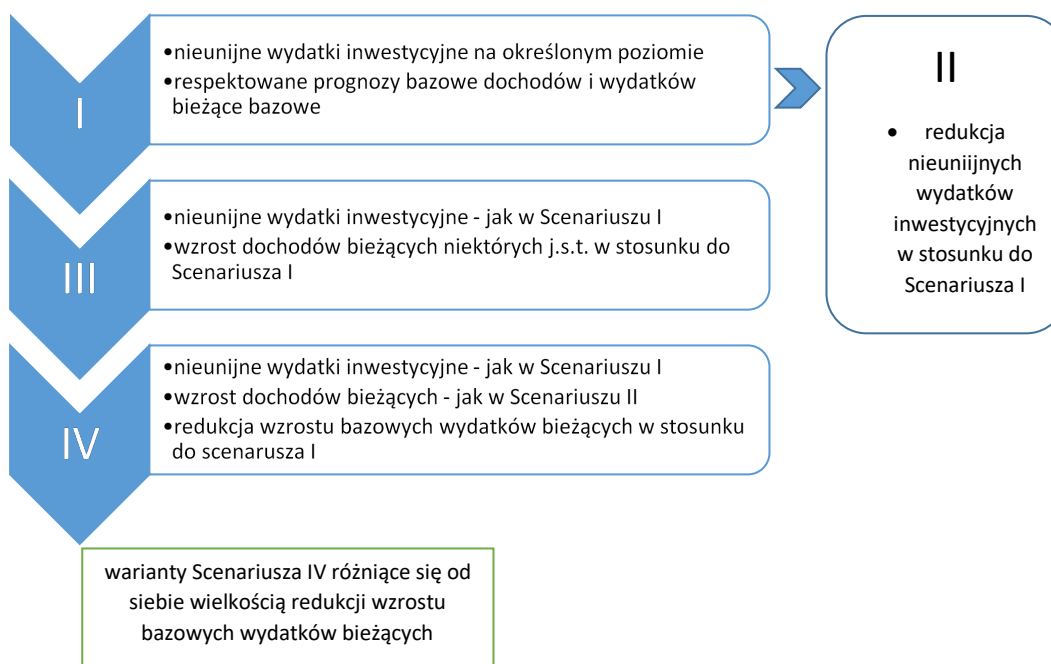 I
•nieunijne wydatki inwestycyjne na określonym poziomie
•respektowane prognozy bazowe dochodów i wydatków
bieżące bazowe
II
• redukcja
nieuniijnych
wydatków
inwestycyjnych
w stosunku do
Scenariusza I
III
•nieunijne wydatki inwestycyjne - jak w Scenariuszu I
•wzrost dochodów bieżących niektórych j.s.t. w stosunku do
Scenariusza I
IV
•nieunijne wydatki inwestycyjne - jak w Scenariuszu I
•wzrost dochodów bieżących - jak w Scenariuszu II
•redukcja wzrostu bazowych wydatków bieżących w stosunku
do scenarusza I
warianty Scenariusza IV różniące się od
siebie wielkością redukcji wzrostu
bazowych wydatków bieżących